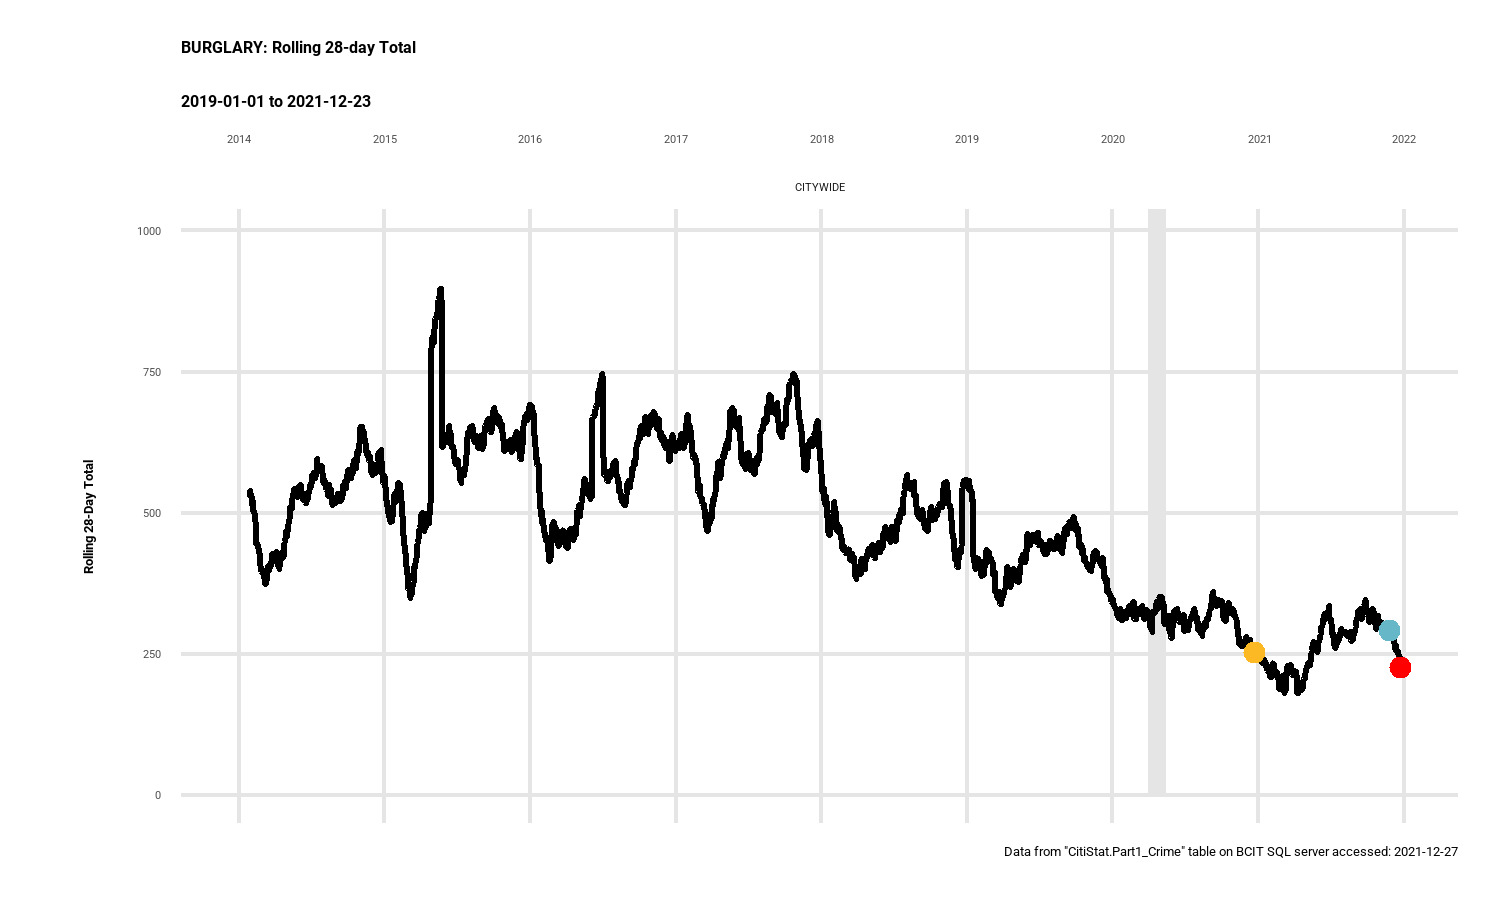 BURGLARY: Rolling 28-day Total
2019-01-01 to 2021-12-23
2014 2015 2016 2017 2018 2019 2020 2021 2022
CITYWIDE
1000
750
500
250
0
Rolling 28-Day Total
Data from "CitiStat.Part1_Crime" table on BCIT SQL server accessed: 2021-12-27